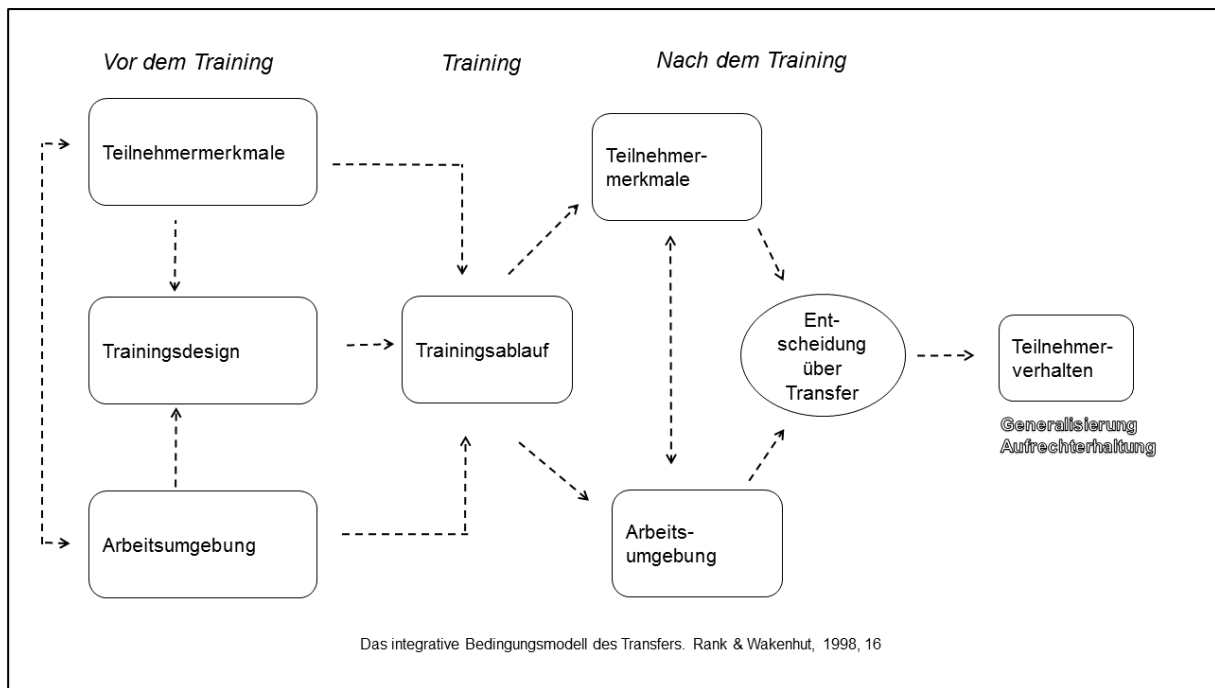 Vor dem Training
Training
Nach dem Training
Teilnehmermerkmale
Teilnehmer-
merkmale
Trainingsdesign
Trainingsablauf
Ent-
scheidung
über
Transfer
Teilnehmer-
verhalten
Generalisierung
Aufrechterhaltung
Arbeitsumgebung
Arbeits-
umgebung
Das integrative Bedingungsmodell des Transfers. Rank & Wakenhut, 1998, 16